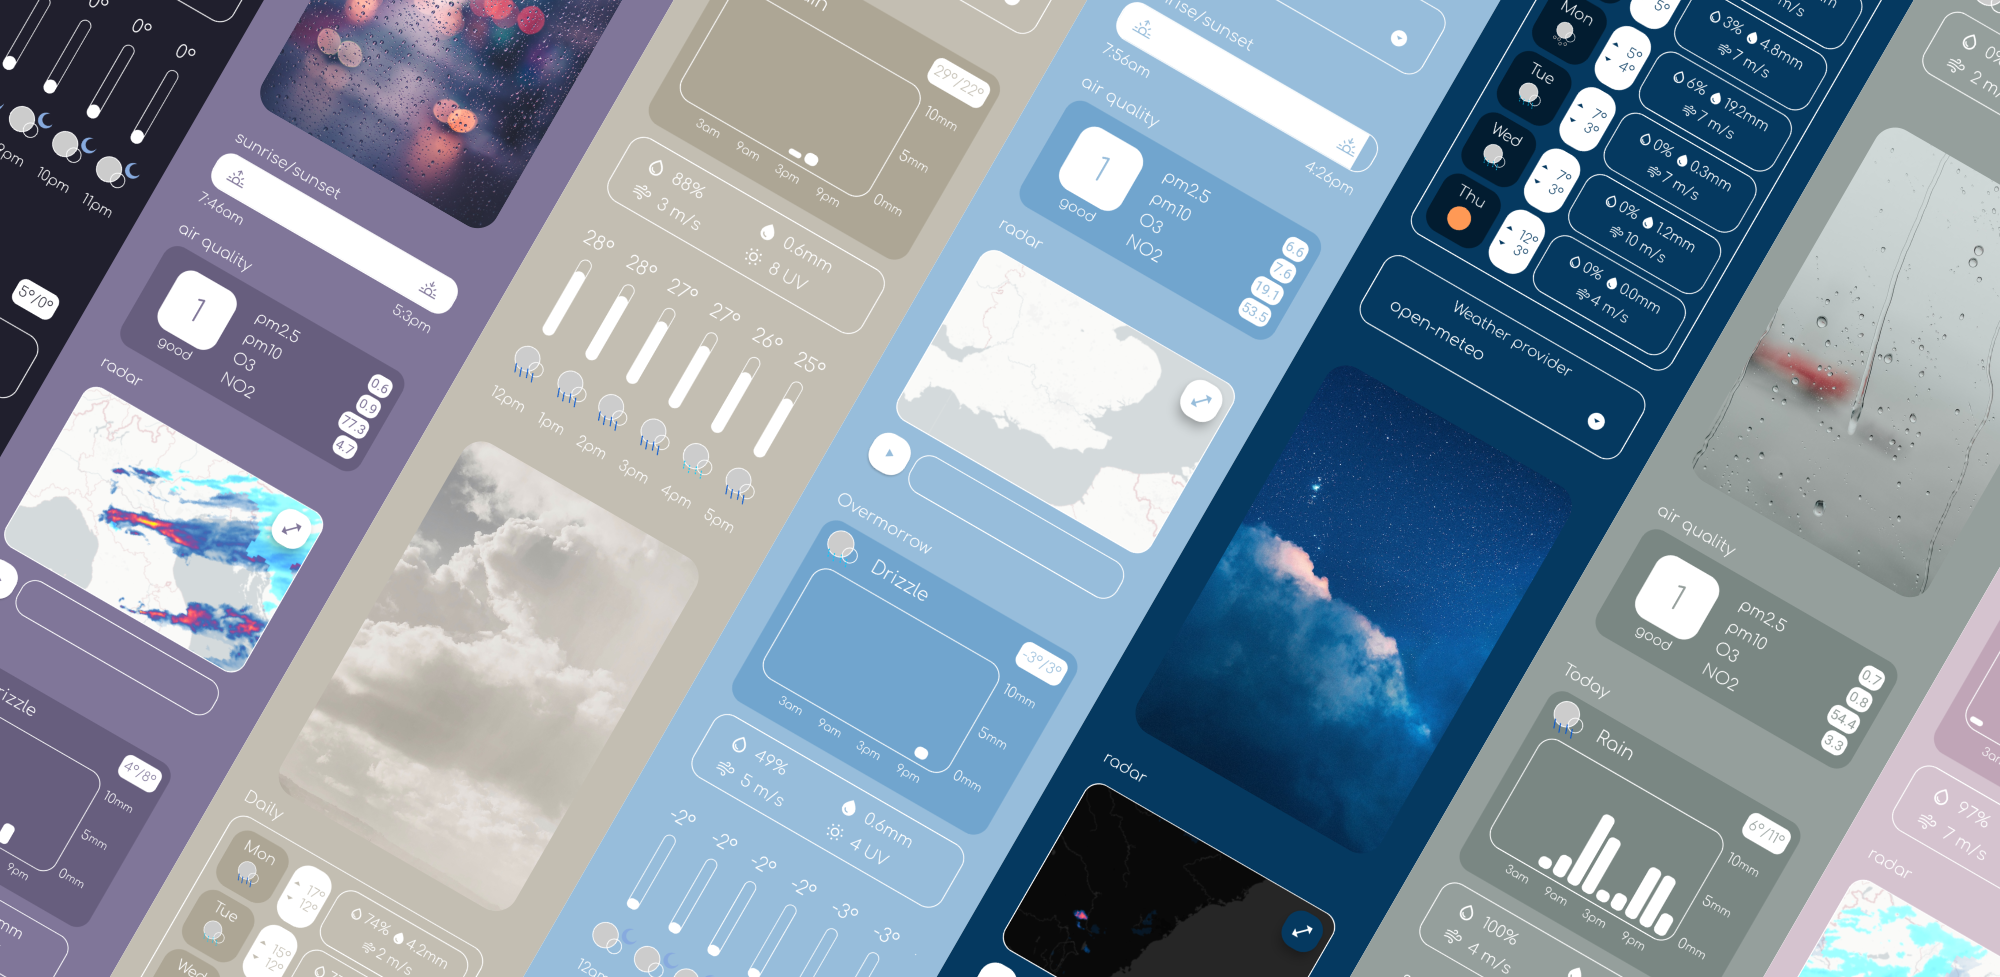 0°
0°
0°
9pm
10pm
11pm
5°/0°
sunrise/sunset
7:46am
5:3pm
air quality
1
good
pm2.5
pm10
O3
NO2
0.6
0.9
77.3
4.7
radar
4°/8°
10mm
5mm
0mm
9pm
29°/22°
10mm
5mm
0mm
3am
9am
3pm
9pm
88%
3 m/s
0.6mm
8 UV
28°
28°
27°
27°
26°
25°
12pm
1pm
2pm
3pm
4pm
5pm
Daily
Mon
17°
12°
74%
4.2mm
2 m/s
Tue
15°
12°
Wed
7:56am
4:26pm
air quality
1
good
pm2.5
pm10
O3
NO2
6.6
7.6
19.1
53.5
radar
Overmorrow
Drizzle
-3°/3°
10mm
5mm
0mm
3am
9am
3pm
9pm
49%
5 m/s
0.6mm
4 UV
-2°
-2°
-2°
-2°
-3°
-3°
12am
5°
Mon
5°
4°
3%
4.8mm
7 m/s
Tue
7°
3°
6%
19.2mm
7 m/s
Wed
7°
3°
0%
0.3mm
7 m/s
Thu
12°
3°
0%
1.2mm
10 m/s
0%
0.0mm
4 m/s
Weather provider
open-meteo
radar
2 m/s
air quality
1
good
pm2.5
pm10
O3
NO2
0.7
0.8
54.4
3.3
Today
Rain
6°/11°
10mm
5mm
0mm
3am
9am
3pm
9pm
100%
4 m/s
97%
7 m/s
radar